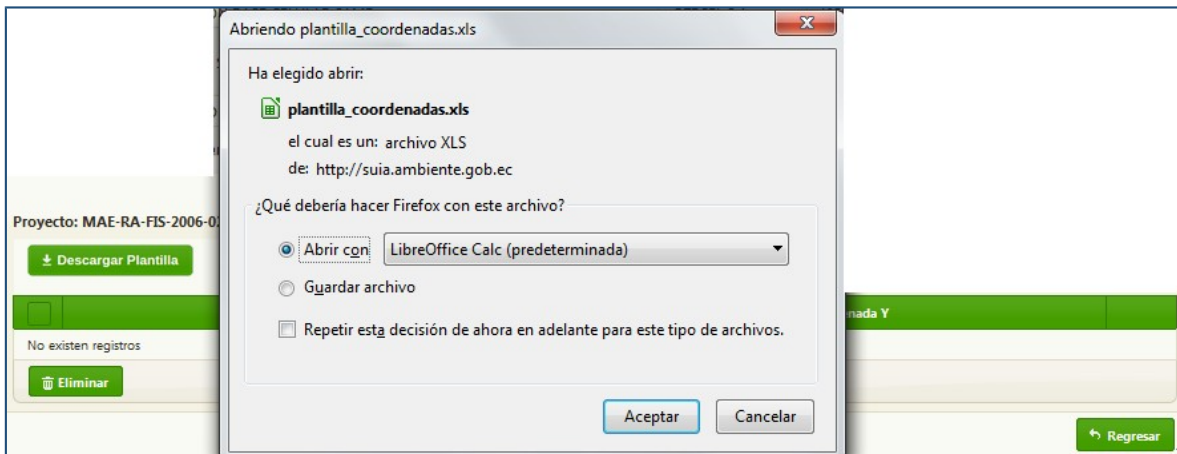 Abriendo plantilla_coordenadas.xls
Ha elegido abrir:
plantilla_coordenadas.xls
el cual es un: archivo XLS
de: http://suia.ambiente.gob.ec
¿Qué debería hacer Firefox con este archivo?
Abrir con LibreOffice Calc (predeterminada)
Guardar archivo
Repetir esta decisión de ahora en adelante para este tipo de archivos.
Aceptar Cancelar
Proyecto: MAE-RA-FIS-2006-0
Descargar Plantilla
nada Y
No existen registros
Eliminar
Regresar